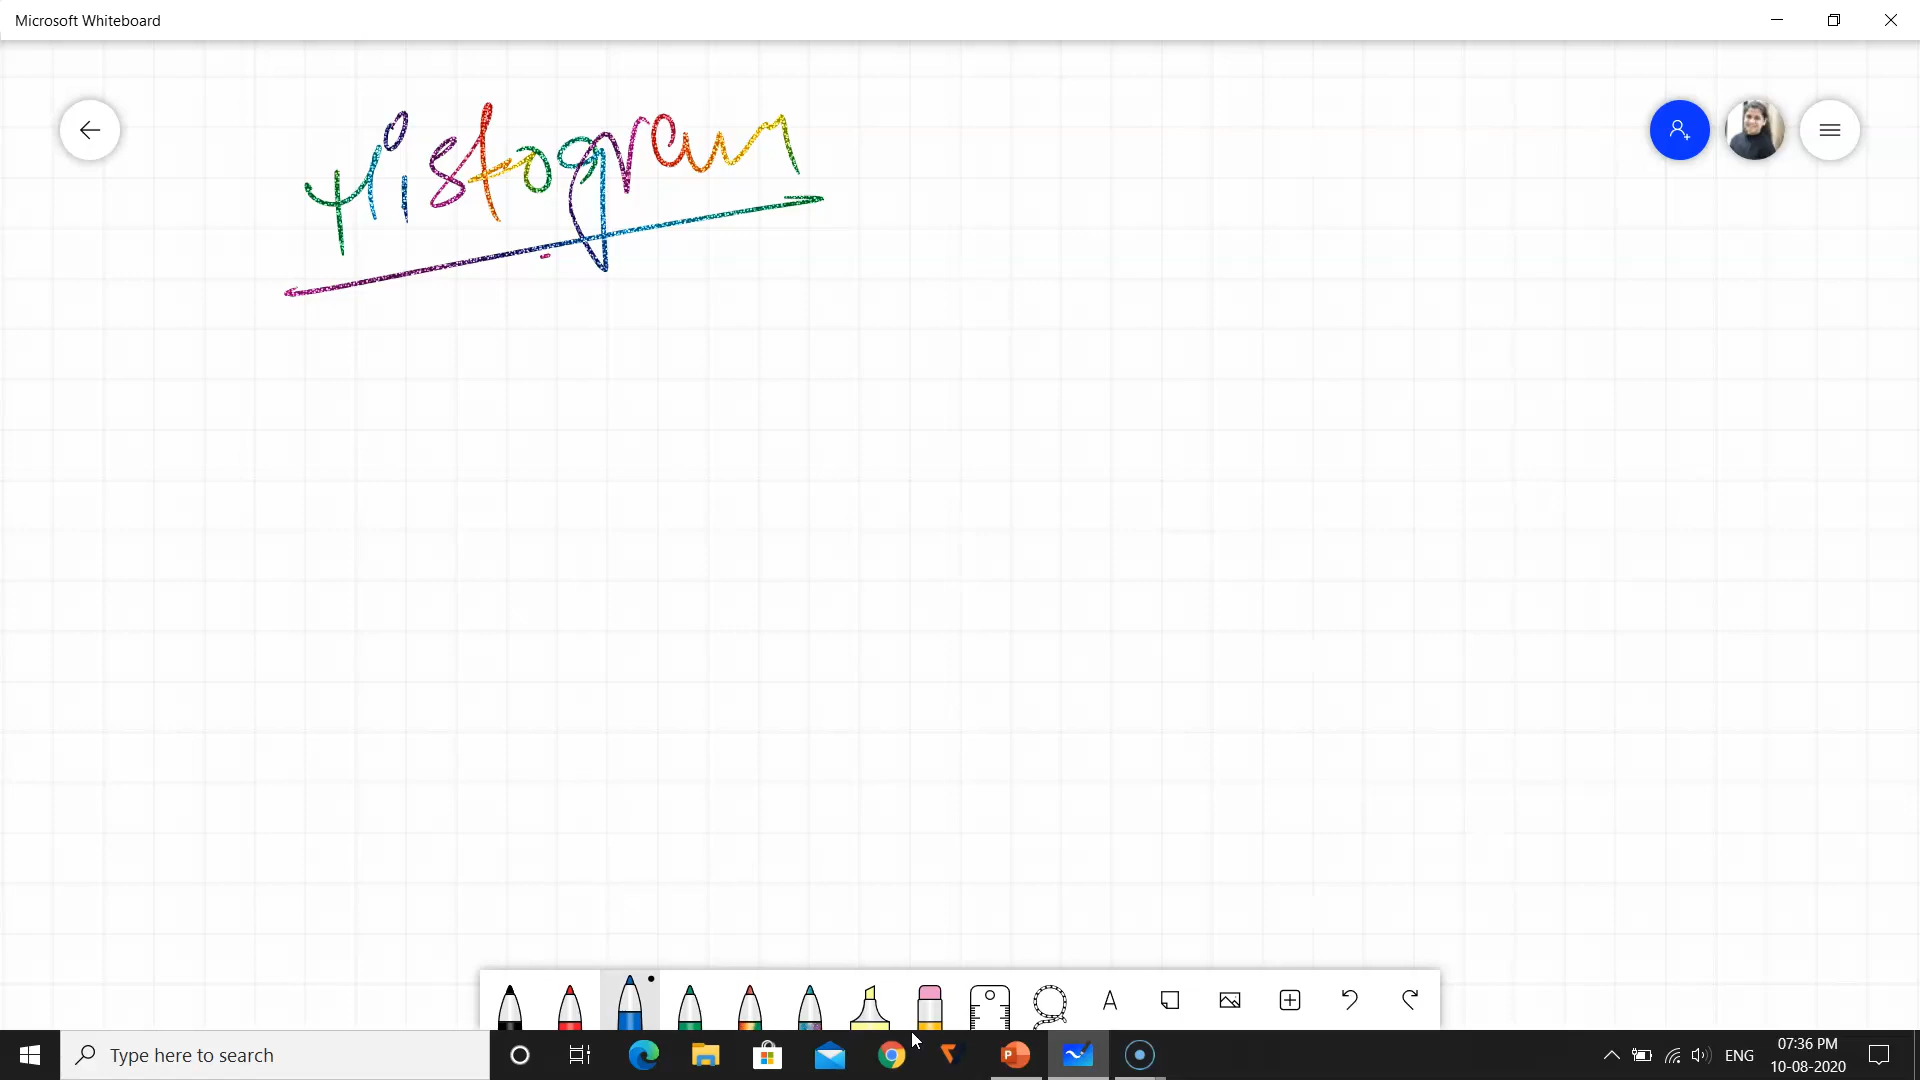 Microsoft Whiteboard
Histogram
A
Type here to search
ENG
07:36 PM
10-08-2020